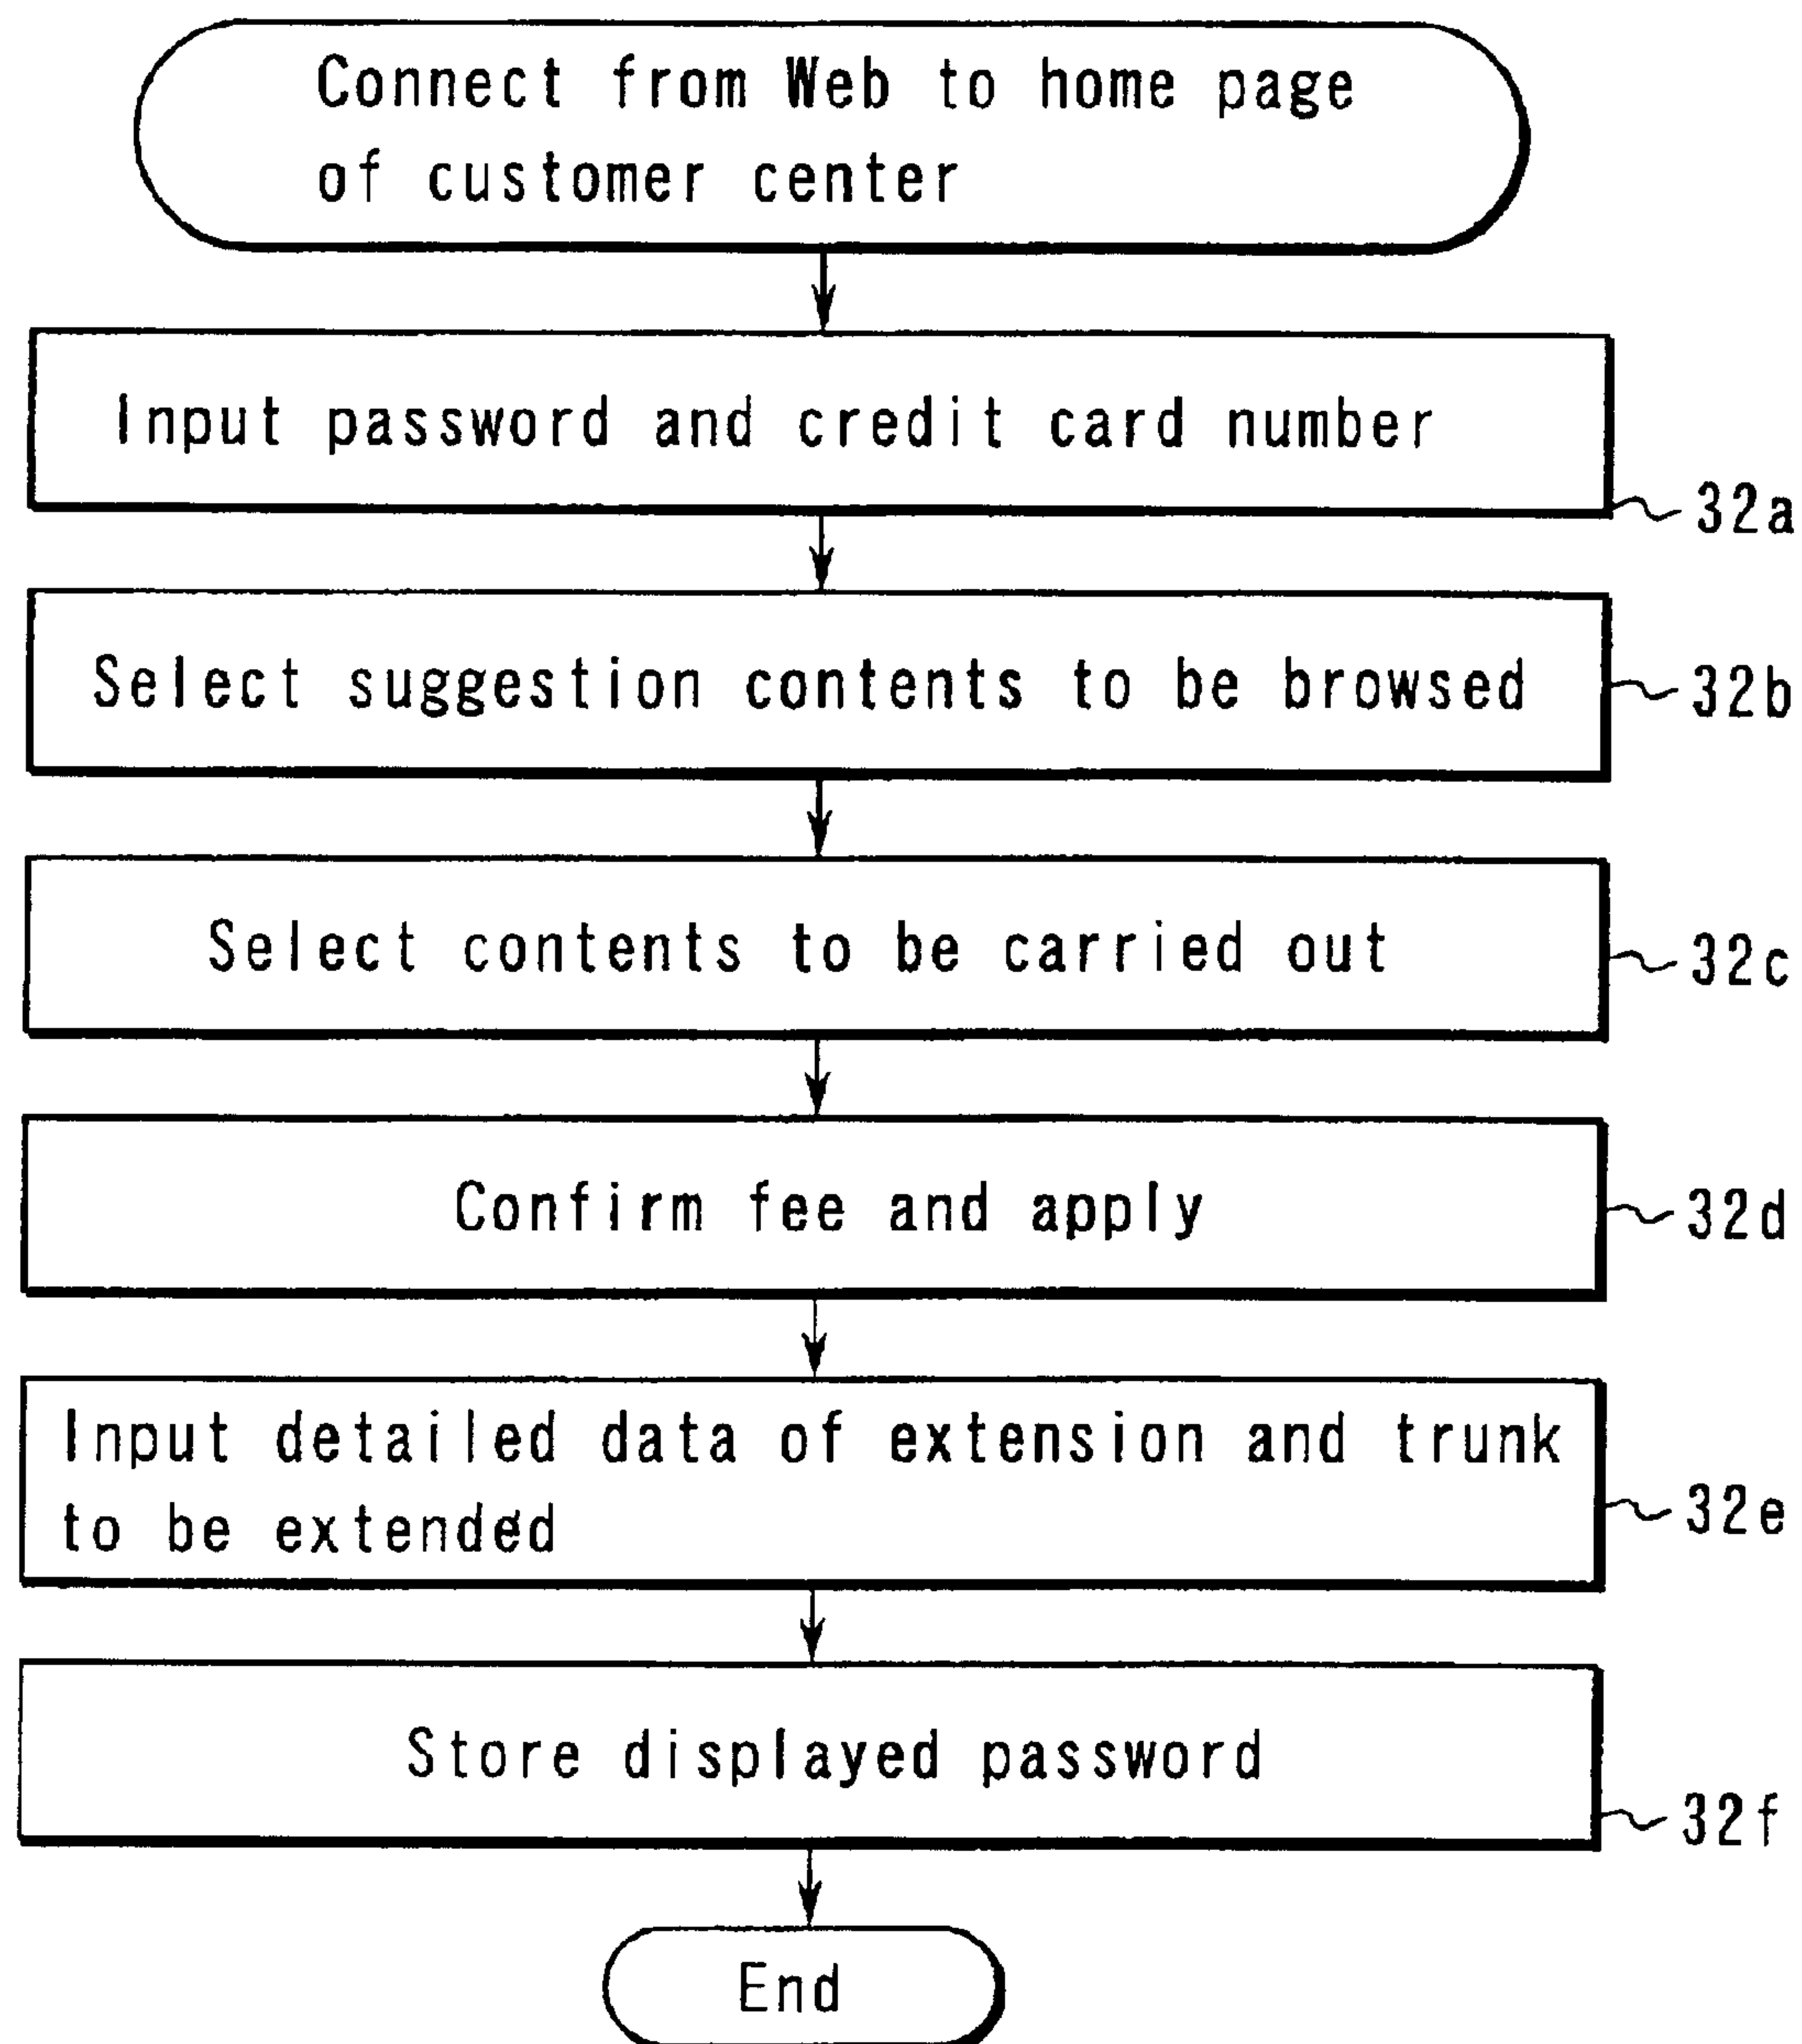 Connect from Web to home page
of customer center
Input password and credit card number
32a
Select suggestion contents to be browsed
32b
Select contents to be carried out
32c
Confirm fee and apply
32d
Input detailed data of extension and trunk
to be extended
32e
Store displayed password
32f
End